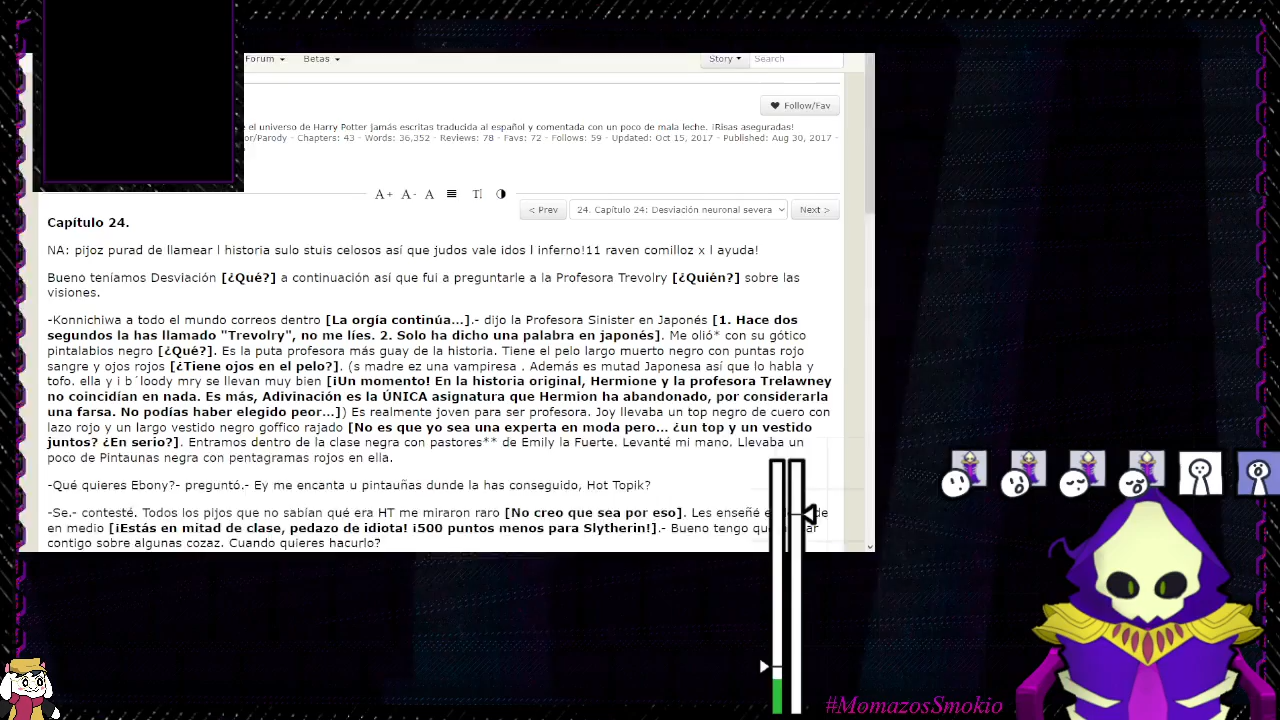 Forum
Betas
Story
Search
Follow/Fav
e el universo de Harry Potter jamás escritas traducida al español y comentada con un poco de mala leche. ¡Risas aseguradas!
or/Parody - Chapters: 43 - Words: 36,352 - Reviews: 78 - Favs: 72 - Follows: 59 - Updated: Oct 15, 2017 - Published: Aug 30, 2017 -
A+ A- A
< Prev
24. Capítulo 24: Desviación neuronal severa
Next >
Capítulo 24.
NA: pijoz purad de llamear l historia sulo stuis celosos así que judos vale idos l inferno!11 raven comilloz x l ayuda!
Bueno teníamos Desviación [¿Qué?] a continuación así que fui a preguntarle a la Profesora Trevolry [¿Quién?] sobre las
visiones.
-Konnichiwa a todo el mundo correos dentro [La orgía continúa...].- dijo la Profesora Sinister en Japonés [1. Hace dos
segundos la has llamado "Trevolry", no me líes. 2. Solo ha dicho una palabra en japonés]. Me olió* con su gótico
pintalabios negro [¿Qué?]. Es la puta profesora más guay de la historia. Tiene el pelo largo muerto negro con puntas rojo
sangre y ojos rojos [¿Tiene ojos en el pelo?]. (s madre ez una vampiresa . Además es mutad Japonesa así que lo habla y
tofo. ella y i b´loody mry se llevan muy bien [¡Un momento! En la historia original, Hermione y la profesora Trelawney
no coincidían en nada. Es más, Adivinación es la ÚNICA asignatura que Hermion ha abandonado, por considerarla
una farsa. No podías haber elegido peor...]) Es realmente joven para ser profesora. Joy llevaba un top negro de cuero con
lazo rojo y un largo vestido negro goffico rajado [No es que yo sea una experta en moda pero... ¿un top y un vestido
juntos? ¿En serio?]. Entramos dentro de la clase negra con pastores** de Emily la Fuerte. Levanté mi mano. Llevaba un
poco de Pintaunas negra con pentagramas rojos en ella.
-Qué quieres Ebony?- preguntó.- Ey me encanta u pintauñas dunde la has conseguido, Hot Topik?
-Se.- contesté. Todos los pijos que no sabían qué era HT me miraron raro [No creo que sea por eso]. Les enseñé de
en medio [¡Estás en mitad de clase, pedazo de idiota! ¡500 puntos menos para Slytherin!].- Bueno tengo
contigo sobre algunas cozaz. Cuando quieres hacurlo?
#MomazosSmokio